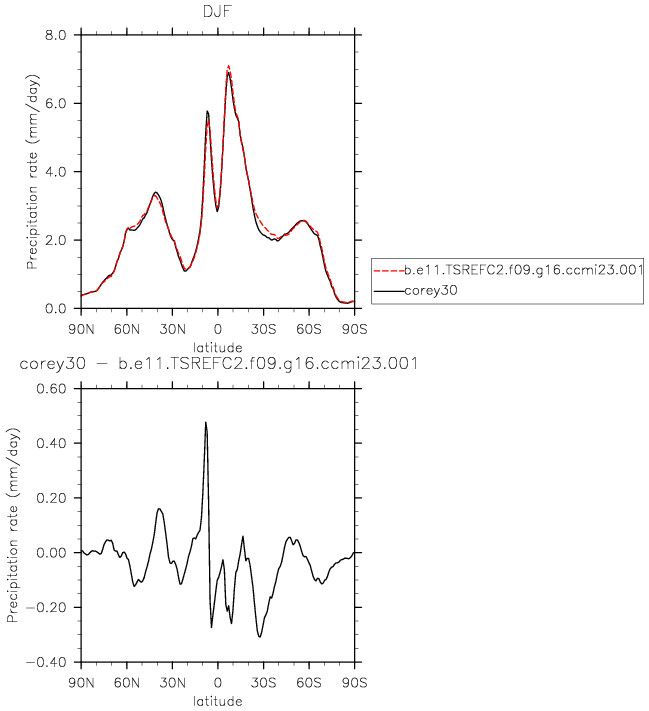 DJF
8.0
6.0
4.0
2.0
0.0
Precipitation rate (mm/day)
90N 60N 30N 0 30S 60S 90S
latitude
b.e11.TSREFC2.f09.g16.ccmi23.001
corey30
corey30 − b.e11.TSREFC2.f09.g16.ccmi23.001
0.60
0.40
0.20
0.00
−0.20
−0.40
Precipitation rate (mm/day)
90N 60N 30N 0 30S 60S 90S
latitude